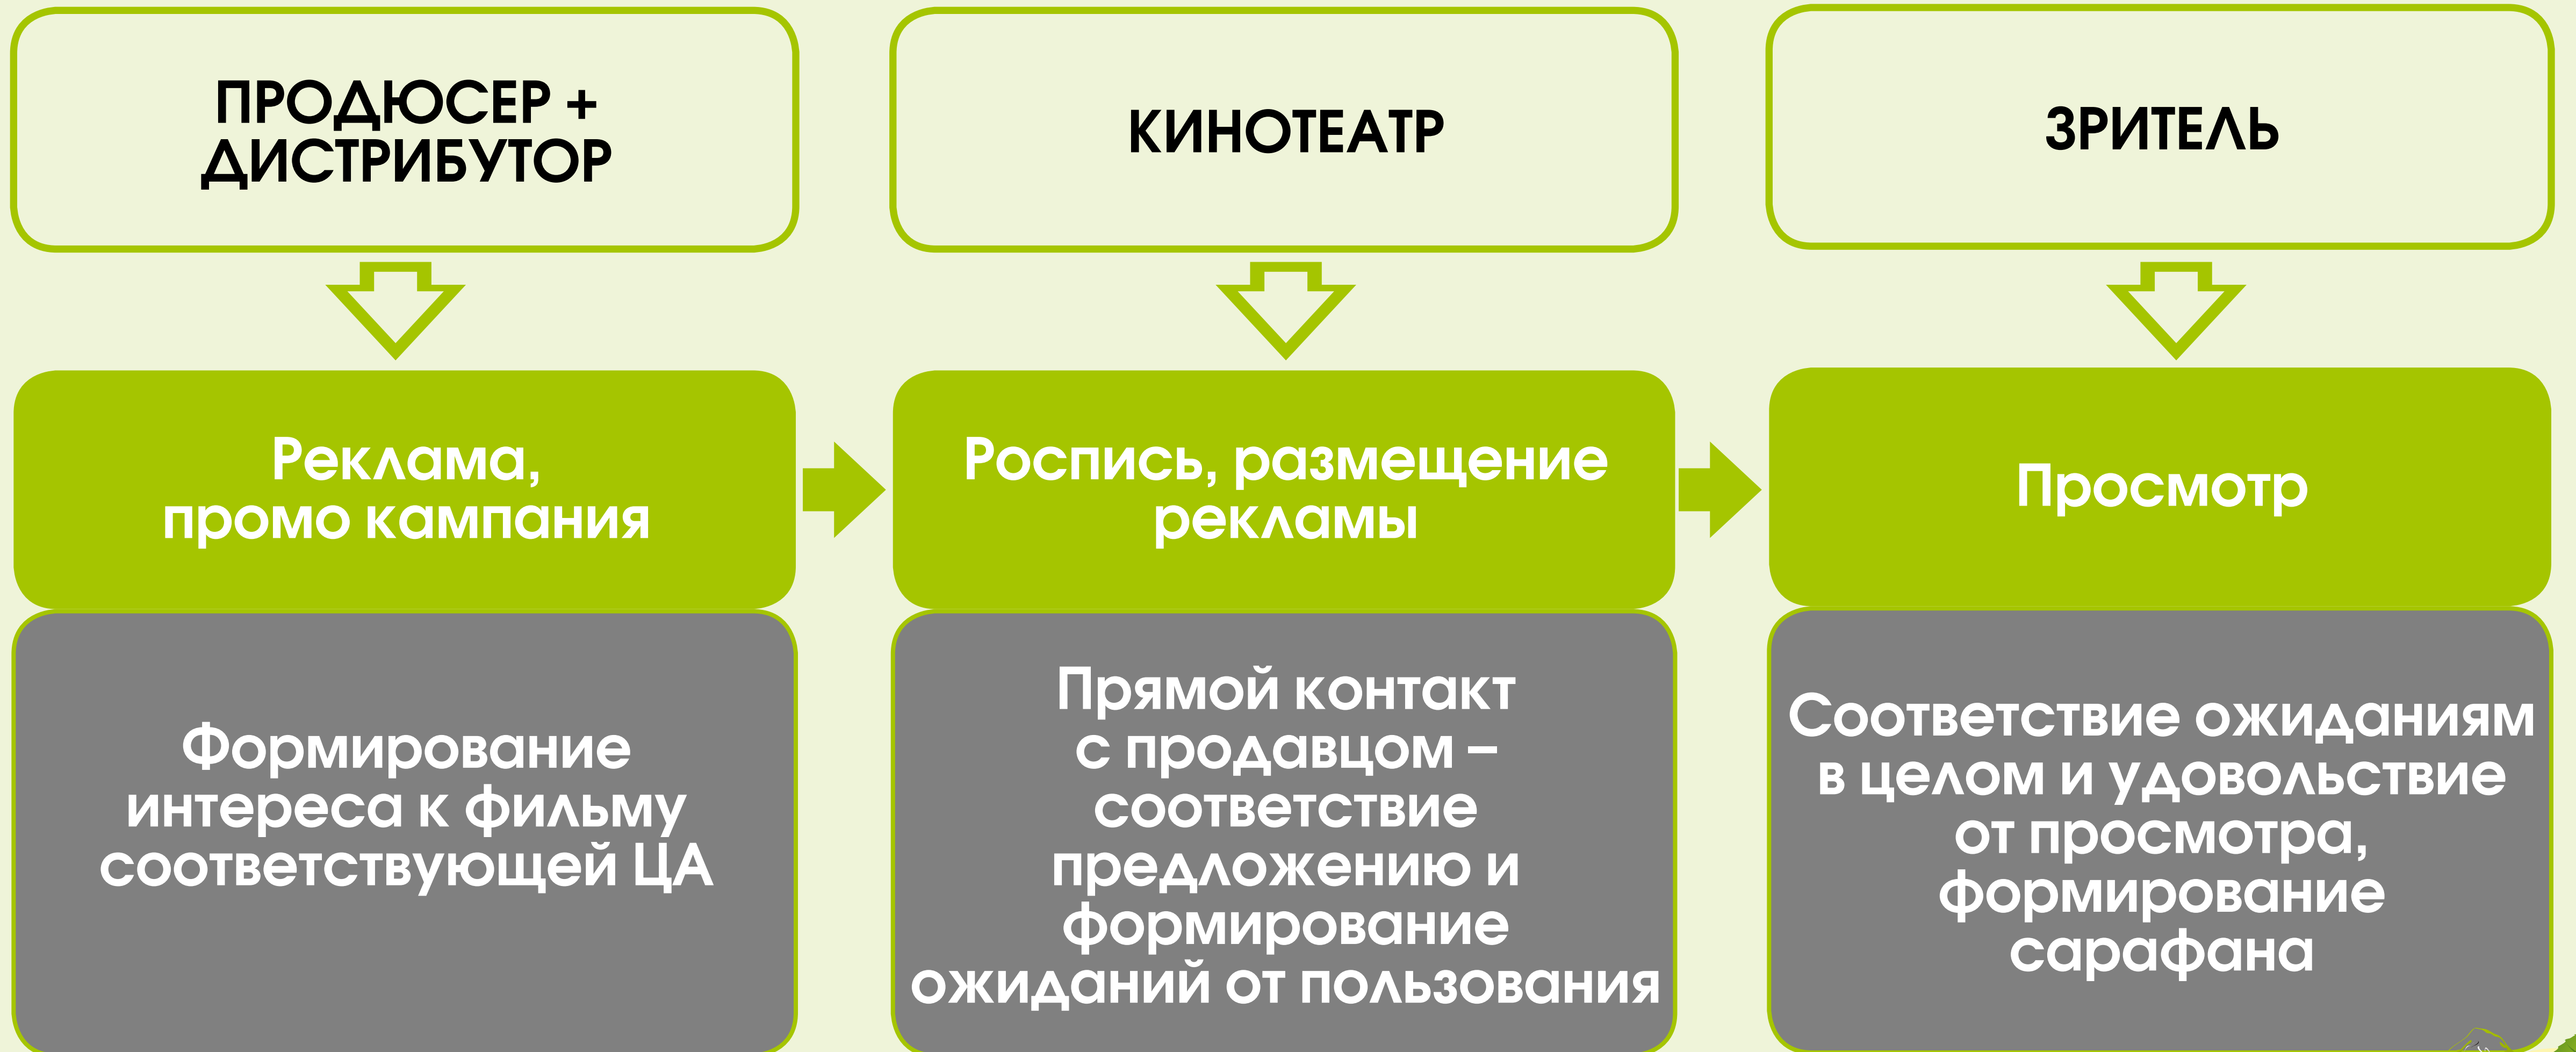 ПРОДЮСЕР +
ДИСТРИБУТОР
КИНОТЕАТР
ЗРИТЕЛЬ
Реклама,
промо кампания
Роспись, размещение
рекламы
Просмотр
Формирование
интереса к фильму
соответствующей ЦА
Прямой контакт
с продавцом –
соответствие
предложению и
формирование
ожиданий от пользования
Соответствие ожиданиям
в целом и удовольствие
от просмотра,
формирование
сарафана